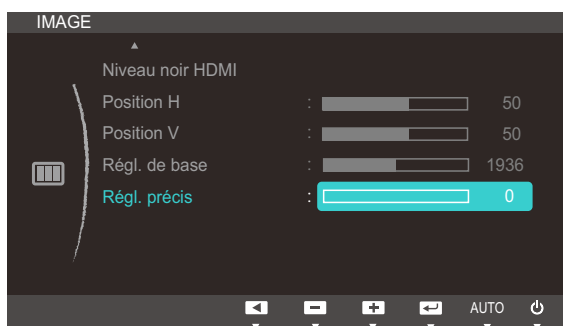 IMAGE
Niveau noir HDMI
Position H : 50
Position V : 50
Régl. de base : 1936
Régl. précis : 0
AUTO